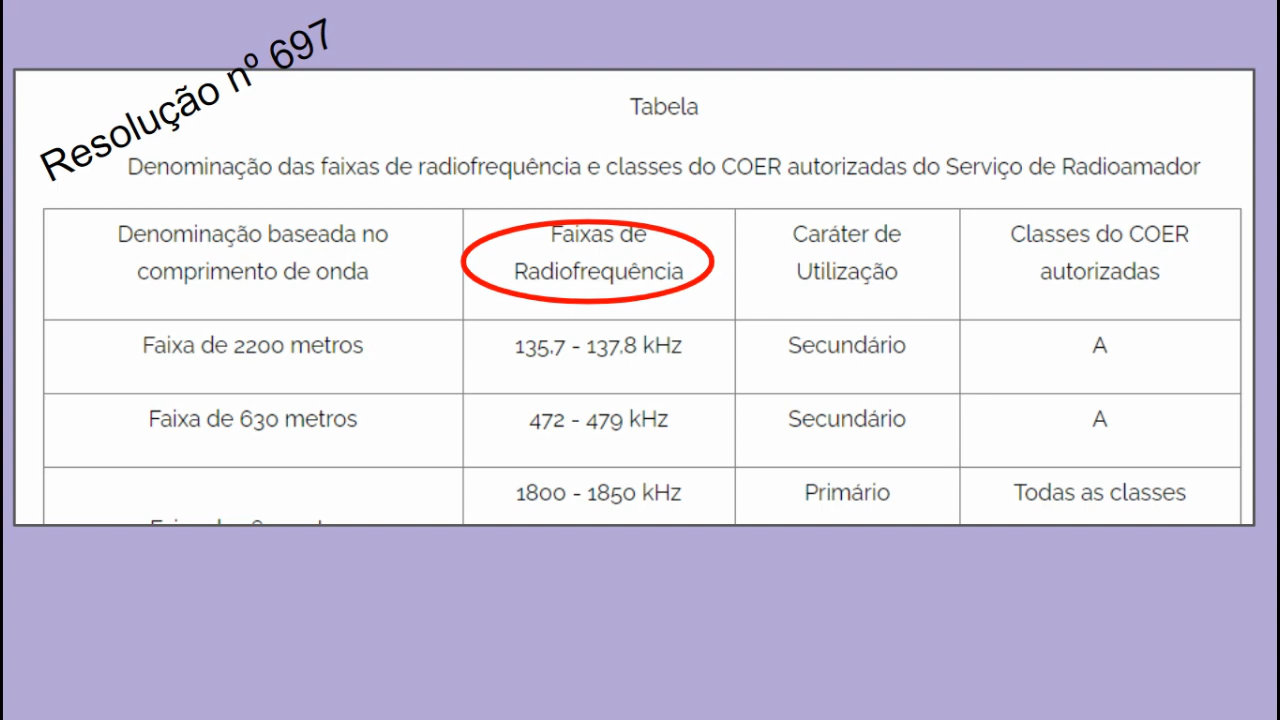 Resolução nº 697
Tabela
Denominação das faixas de radiofrequência e classes do COER autorizadas do Serviço de Radioamador
Denominação baseada no comprimento de onda
Faixas de Radiofrequência
Caráter de Utilização
Classes do COER autorizadas
Faixa de 2200 metros 135,7 - 137,8 kHz Secundário A
Faixa de 630 metros 472 - 479 kHz Secundário A
1800 - 1850 kHz Primário Todas as classes